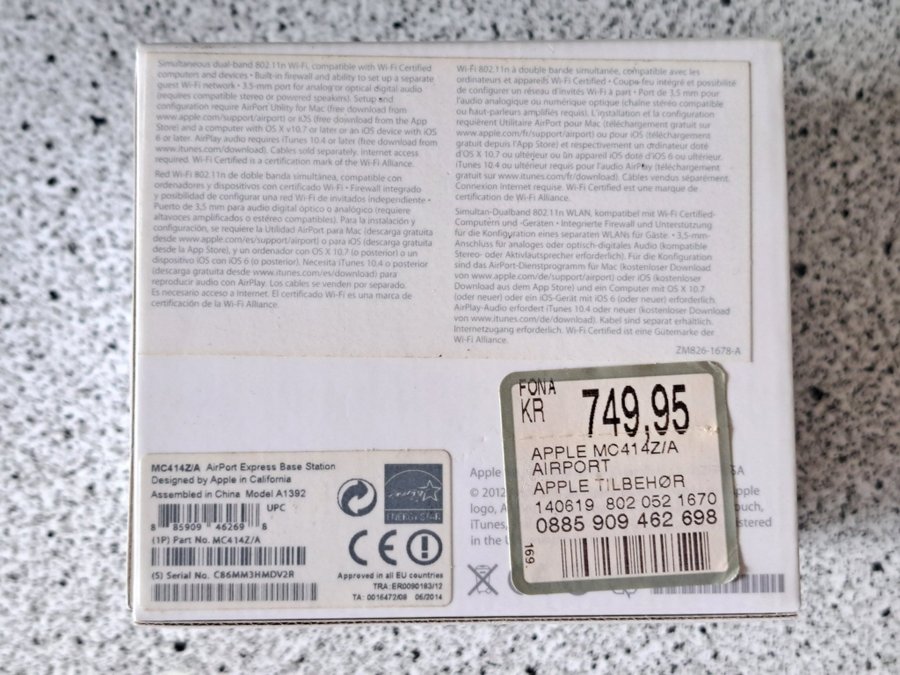 Simultaneous dual-band 802.11n Wi-Fi, compatible with Wi-Fi Certified
computers and devices • Built-in firewall and ability to set up a separate
guest Wi-Fi network • 3.5-mm port for analog or optical digital audio
(requires compatible stereo or powered speakers). Setup and
configuration require AirPort Utility for Mac (free download from
www.apple.com/support/airport) or iOS (free download from the App
Store) and a computer with OS X v10.7 or later or an iOS device with iOS
6 or later. AirPlay audio requires iTunes 10.4 or later (free download from
www.itunes.com/download). Cables sold separately. Internet access
required. Wi-Fi Certified is a certification mark of the Wi-Fi Alliance.
Red Wi-Fi 802.11n de doble banda simultánea, compatible con
ordenadores y dispositivos con certificado Wi-Fi • Firewall integrado
y posibilidad de configurar una red Wi-Fi de invitados independiente •
Puerto de 3,5 mm para audio digital óptico o analógico (requiere
altavoces amplificados o estéreo compatibles). Para la instalación y
configuración, se requiere la Utilidad AirPort para Mac (descarga gratuita
desde www.apple.com/es/support/airport) o para iOS (descarga gratuita
desde la App Store), y un ordenador con OS X 10.7 (o posterior) o un
dispositivo con iOS 6 (o posterior). Necesita iTunes 10.4 o posterior
(descarga gratuita desde www.itunes.com/es/download) para
reproducir audio con AirPlay. Los cables se venden por separado.
Es necesario acceso a Internet. El certificado Wi-Fi es una marca de
certificación de la Wi-Fi Alliance.
Wi-Fi 802.11n à double bande simultanée, compatible avec les
ordinateurs et appareils Wi-Fi Certified • Coupe-feu intégré et possibilité
de configurer un réseau d'invités Wi-Fi à part • Port de 3,5 mm pour
l'audio analogique ou numérique optique (chaîne stéréo compatible
ou haut-parleurs amplifiés requis). L'installation et la configuration
requièrent Utilitaire AirPort pour Mac (téléchargement gratuit sur
www.apple.com/fr/support/airport) ou pour iOS (téléchargement
gratuit depuis l'App Store) et respectivement un ordinateur doté
d'OS X 10.7 ou ultérieur ou un appareil iOS doté d'iOS 6 ou ultérieur.
iTunes 10.4 ou ultérieur requis pour l'audio AirPlay (téléchargement
gratuit sur www.itunes.com/fr/download). Câbles vendus séparément.
Connexion Internet requise. Wi-Fi Certified est une marque de
certification de la Wi-Fi Alliance.
Simultan-Dualband 802.11n WLAN, kompatibel mit Wi-Fi Certified-
Computern und -Geräten • Integrierte Firewall und Unterstützung
für die Konfiguration eines separaten WLANs für Gäste • 3,5-mm-
Anschluss für analoges oder optisch-digitales Audio (kompatible
Stereo- oder Aktivlautsprecher erforderlich). Für die Konfiguration
sind das AirPort-Dienstprogramm für Mac (kostenloser Download
von www.apple.com/de/support/airport) oder iOS (kostenloser
Download aus dem App Store) und ein Computer mit OS X 10.7
(oder neuer) oder ein iOS-Gerät mit iOS 6 (oder neuer) erforderlich.
AirPlay-Audio erfordert iTunes 10.4 oder neuer (kostenloser Download
von www.itunes.com/de/download). Kabel sind separat erhältlich.
Internetzugang erforderlich. Wi-Fi Certified ist eine Gütemarke der
Wi-Fi Alliance.
ZM826-1678-A
MC414Z/A AirPort Express Base Station
Designed by Apple in California
Assembled in China Model A1392
UPC
8 85909 46269 8
(1P) Part No. MC414Z/A
(S) Serial No. C86MM3HMDV2R
ENERGY STAR
CE
Approved in all EU countries
TRA: ER0090183/12
TA: 0016472/08 06/2014
Apple
© 2012
logo, A
iTunes,
in the U
SA
ouch,
istered
FONA
KR 749,95
APPLE MC414Z/A
AIRPORT
APPLE TILBEHØR
140619 802 052 1670
0885 909 462 698
169.